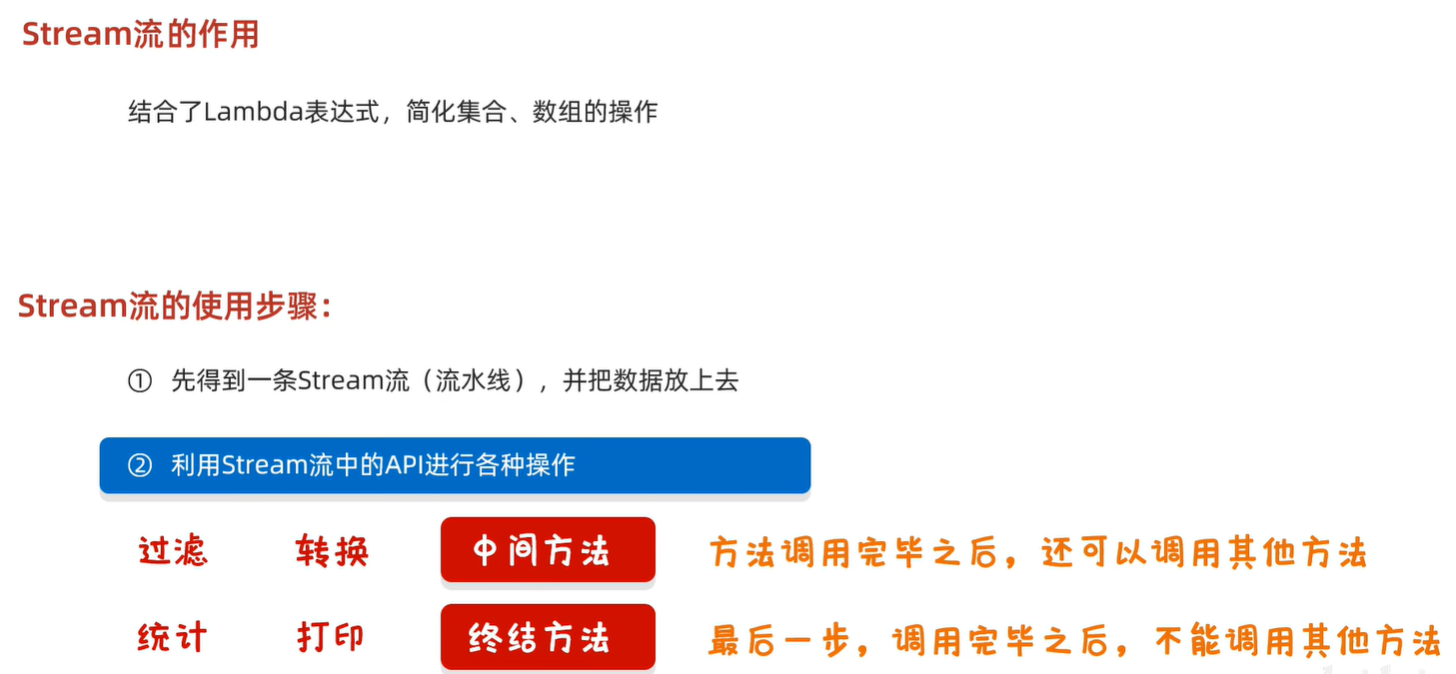 Stream流的作用
结合了Lambda表达式，简化集合、数组的操作
Stream流的使用步骤：
① 先得到一条Stream流（流水线），并把数据放上去
② 利用Stream流中的API进行各种操作
过滤 转换 中间方法 方法调用完毕之后，还可以调用其他方法
统计 打印 终结方法 最后一步，调用完毕之后，不能调用其他方法